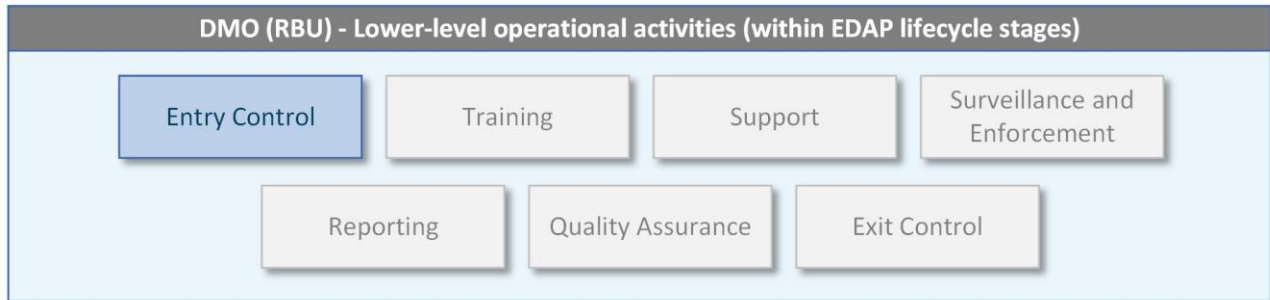 DMO (RBU) - Lower-level operational activities (within EDAP lifecycle stages)
Entry Control
Training
Support
Surveillance and
Enforcement
Reporting
Quality Assurance
Exit Control